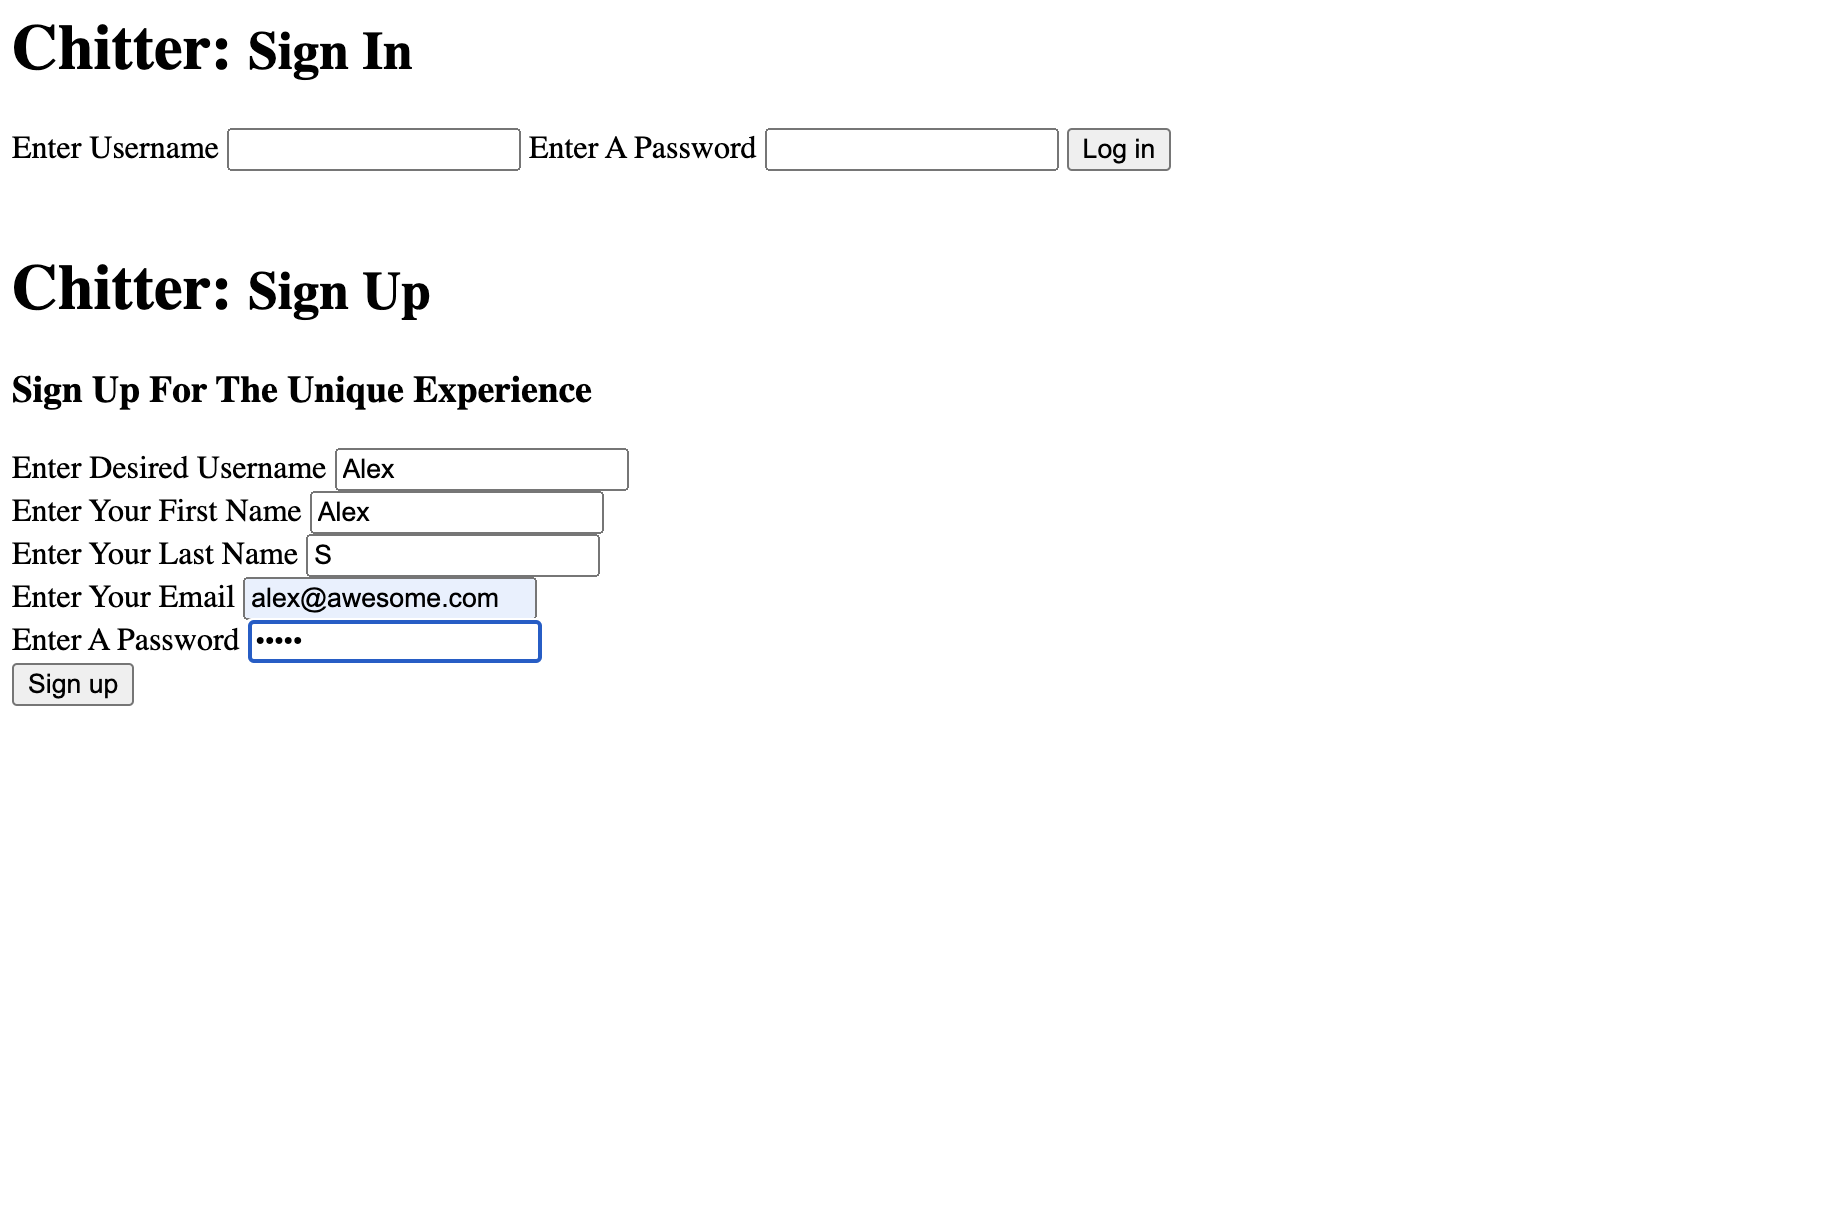 Chitter: Sign In
Enter Username Enter A Password Log in
Chitter: Sign Up
Sign Up For The Unique Experience
Enter Desired Username Alex
Enter Your First Name Alex
Enter Your Last Name S
Enter Your Email alex@awesome.com
Enter A Password •••••
Sign up